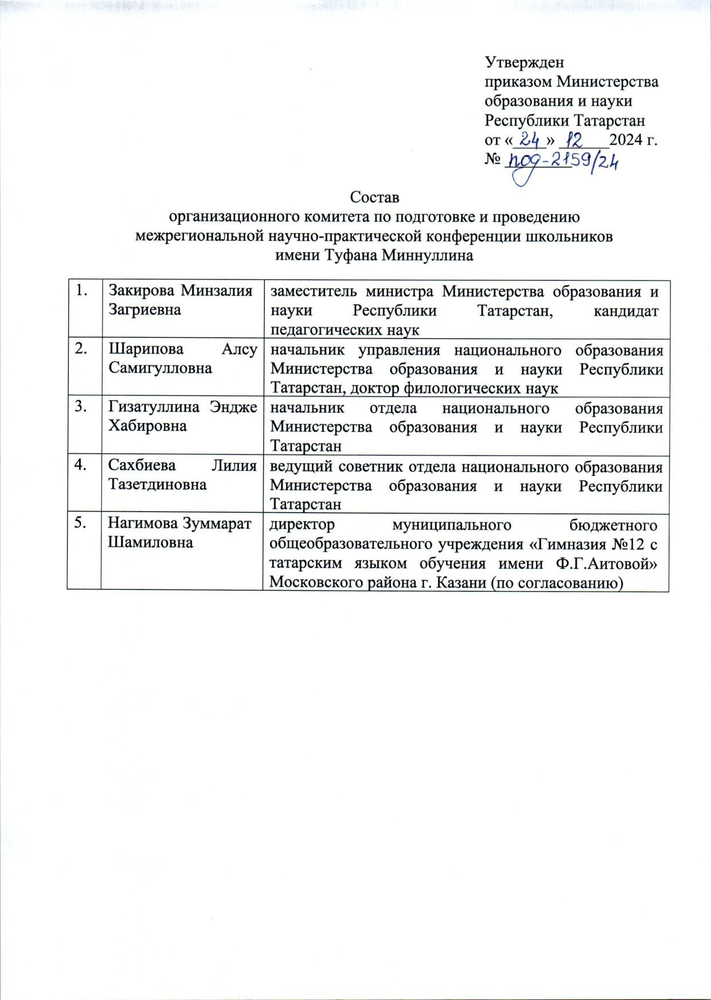 Утвержден
приказом Министерства
образования и науки
Республики Татарстан
от «24» 12 2024 г.
№ под-2159/24
Состав
организационного комитета по подготовке и проведению
межрегиональной научно-практической конференции школьников
имени Туфана Миннуллина
1. Закирова Минзалия
Загриевна
заместитель министра Министерства образования и
науки Республики Татарстан, кандидат
педагогических наук
2. Шарипова Алсу
Самигулловна
начальник управления национального образования
Министерства образования и науки Республики
Татарстан, доктор филологических наук
3. Гизатуллина Эндже
Хабировна
начальник отдела национального образования
Министерства образования и науки Республики
Татарстан
4. Сахбиева Лилия
Тазетдиновна
ведущий советник отдела национального образования
Министерства образования и науки Республики
Татарстан
5. Нагимова Зуммарат
Шамиловна
директор муниципального бюджетного
общеобразовательного учреждения «Гимназия №12 с
татарским языком обучения имени Ф.Г.Аитовой»
Московского района г. Казани (по согласованию)